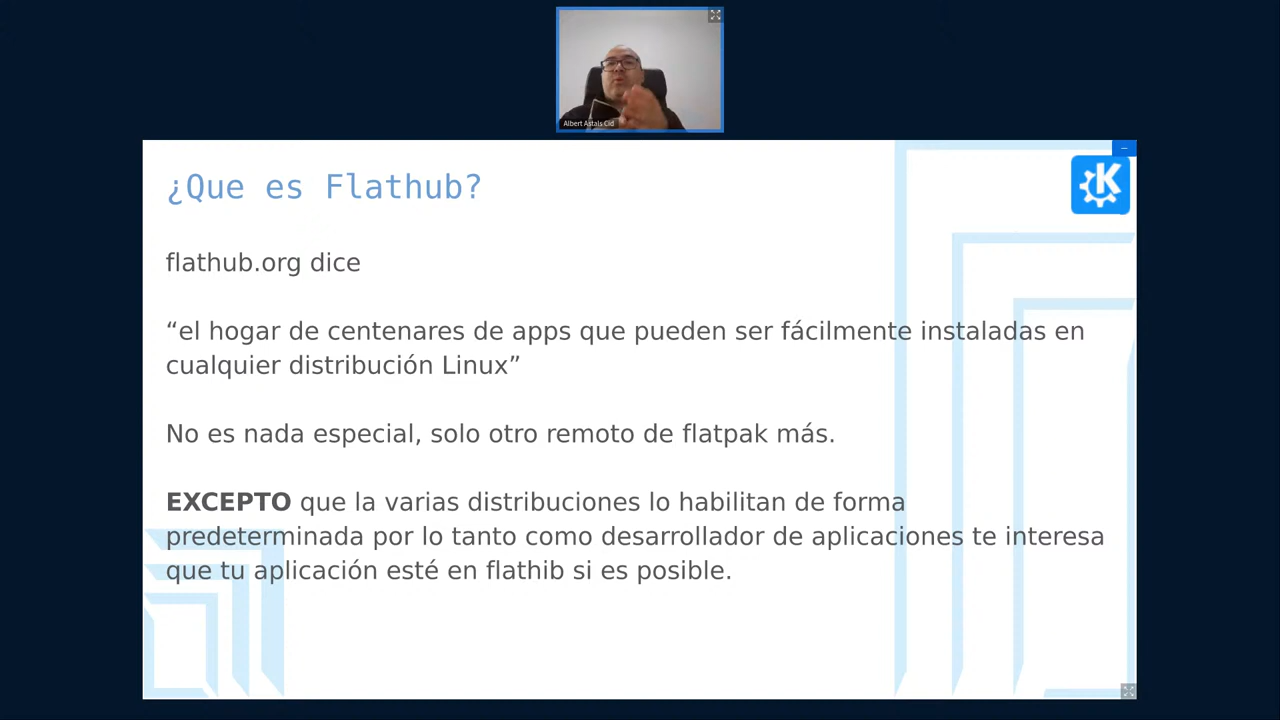 Albert Astals Cid
¿Que es Flathub?
flathub.org dice
“el hogar de centenares de apps que pueden ser fácilmente instaladas en
cualquier distribución Linux”
No es nada especial, solo otro remoto de flatpak más.
EXCEPTO que la varias distribuciones lo habilitan de forma
predeterminada por lo tanto como desarrollador de aplicaciones te interesa
que tu aplicación esté en flathib si es posible.